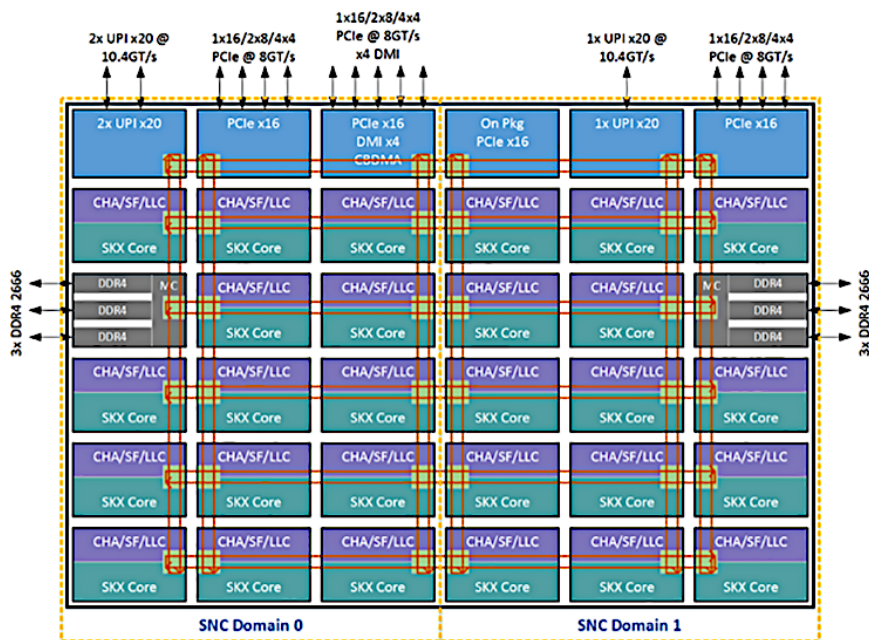 2x UPI x20 @
10.4GT/s
1x16/2x8/4x4
PCIe @ 8GT/s
1x16/2x8/4x4
PCIe @ 8GT/s
x4 DMI
1x UPI x20 @
10.4GT/s
1x16/2x8/4x4
PCIe @ 8GT/s
2x UPI x20
PCIe x16
PCIe x16
DMI x4
CBDMA
On Pkg
PCIe x16
1x UPI x20
PCIe x16
CHA/SF/LLC
CHA/SF/LLC
CHA/SF/LLC
CHA/SF/LLC
CHA/SF/LLC
CHA/SF/LLC
SKX Core
SKX Core
SKX Core
SKX Core
SKX Core
SKX Core
3x DDR4 2666
DDR4
MC
DDR4
DDR4
CHA/SF/LLC
CHA/SF/LLC
CHA/SF/LLC
CHA/SF/LLC
SKX Core
SKX Core
SKX Core
SKX Core
MC
DDR4
DDR4
DDR4
3x DDR4 2666
CHA/SF/LLC
CHA/SF/LLC
CHA/SF/LLC
CHA/SF/LLC
CHA/SF/LLC
CHA/SF/LLC
SKX Core
SKX Core
SKX Core
SKX Core
SKX Core
SKX Core
CHA/SF/LLC
CHA/SF/LLC
CHA/SF/LLC
CHA/SF/LLC
CHA/SF/LLC
CHA/SF/LLC
SKX Core
SKX Core
SKX Core
SKX Core
SKX Core
SKX Core
CHA/SF/LLC
CHA/SF/LLC
CHA/SF/LLC
CHA/SF/LLC
CHA/SF/LLC
CHA/SF/LLC
SKX Core
SKX Core
SKX Core
SKX Core
SKX Core
SKX Core
SNC Domain 0
SNC Domain 1